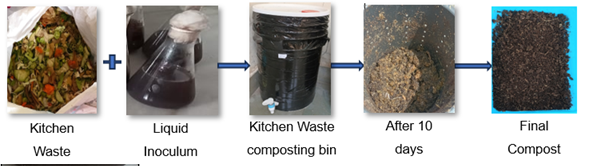 Kitchen
Waste
Liquid
Inoculum
Kitchen Waste
composting bin
After 10
days
Final
Compost